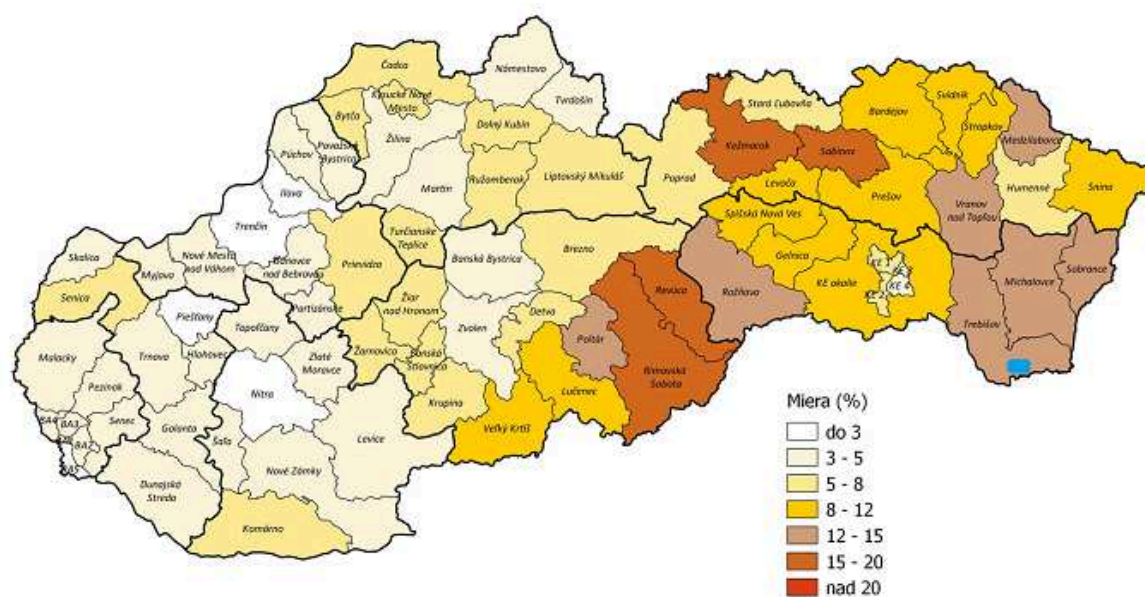 Čadca
Námestovo
Tvrdošín
Kysucké Nové
Mesto
Bytča
Dolný Kubín
Žilina
Stará Ľubovňa
Bardejov
Svidník
Stropkov
Medzilaborce
Púchov
Považská
Bystrica
Kežmarok
Sabinov
Ilava
Martin
Ružomberok
Liptovský Mikuláš
Poprad
Levoča
Prešov
Humenné
Snina
Vranov
nad Topľou
Trenčín
Turčianske
Teplice
Spišská Nová Ves
Skalica
Myjava
Nové Mesto
nad Váhom
Bánovce
nad Bebravou
Prievidza
Banská Bystrica
Brezno
Gelnica
KE 1
KE 4
KE 2
KE okolie
Michalovce
Sobrance
Senica
Partizánske
Žiar
nad Hronom
Revúca
Rožňava
Piešťany
Topoľčany
Detva
Zvolen
Poltár
Trebišov
Malacky
Trnava
Hlohovec
Zlaté
Moravce
Žarnovica
Banská
Štiavnica
Rimavská
Sobota
Pezinok
Nitra
Krupina
Lučenec
Senec
Galanta
Šaľa
Levice
Veľký Krtíš
BA4
BA3
BA2
BA5
Dunajská
Streda
Nové Zámky
Komárno
Miera (%)
do 3
3 - 5
5 - 8
8 - 12
12 - 15
15 - 20
nad 20